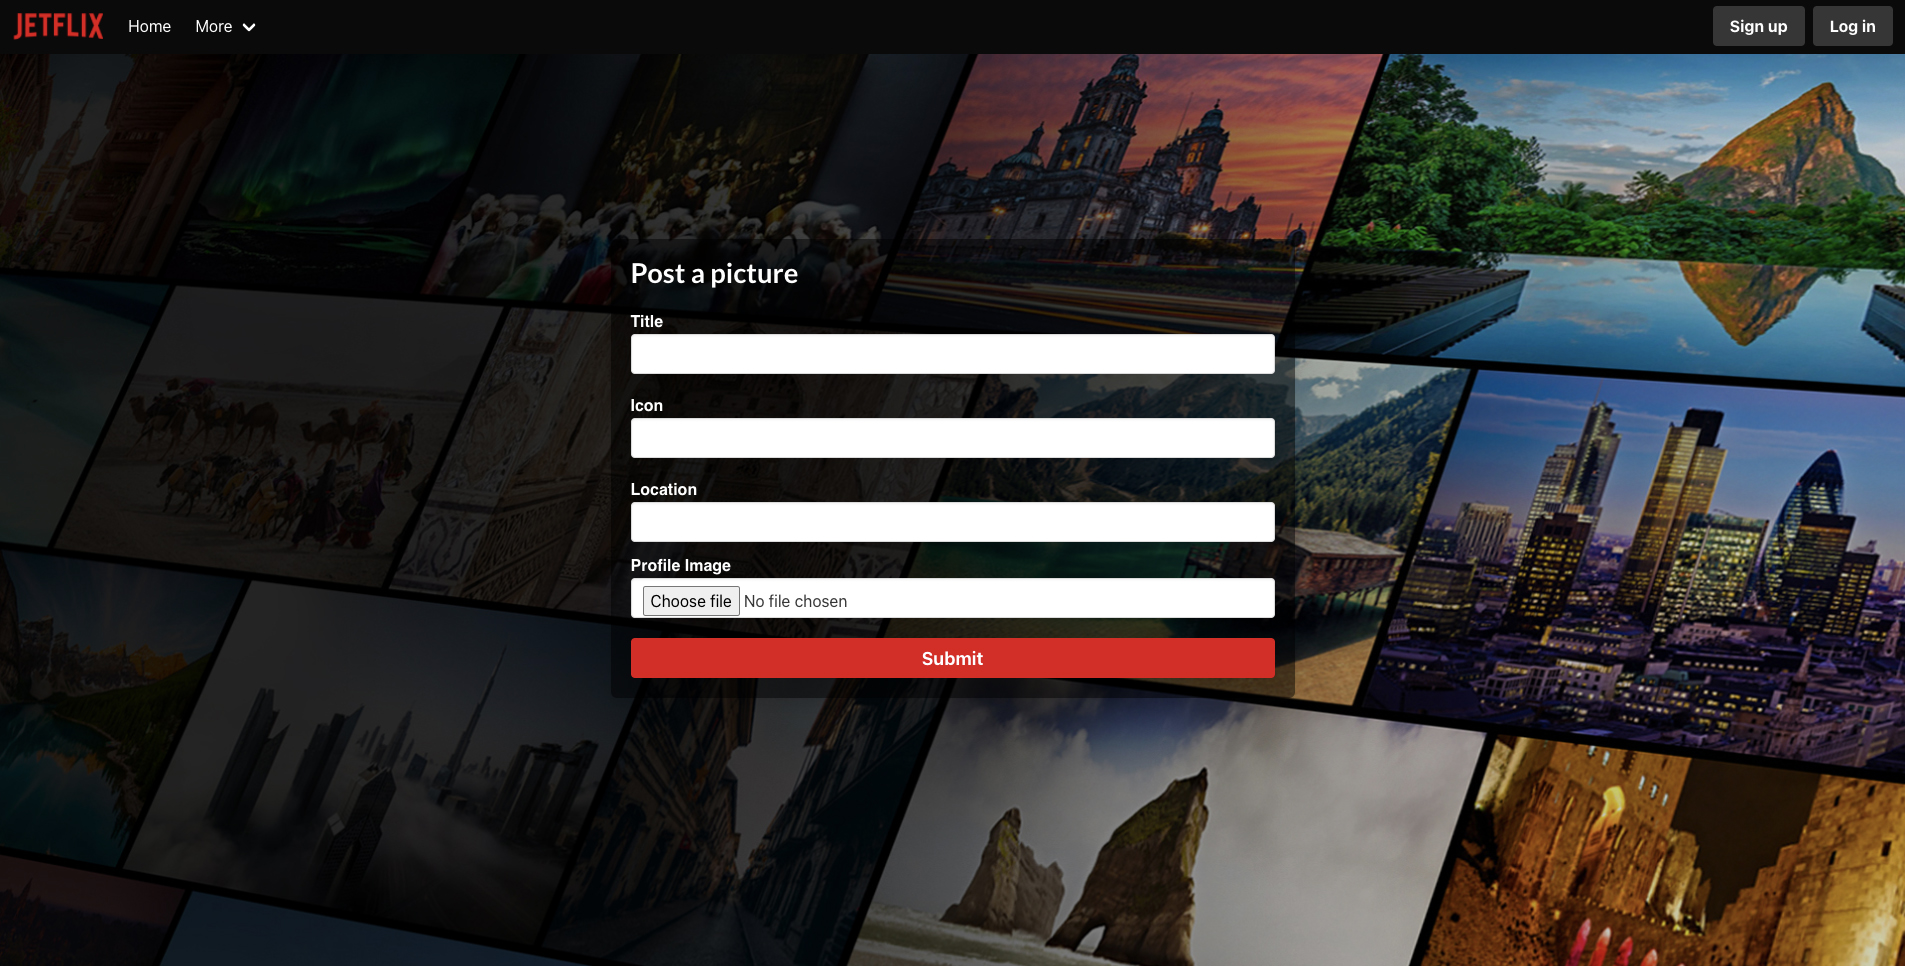 JETFLIX Home More Sign up Log in
Post a picture
Title
Icon
Location
Profile Image
Choose file No file chosen
Submit